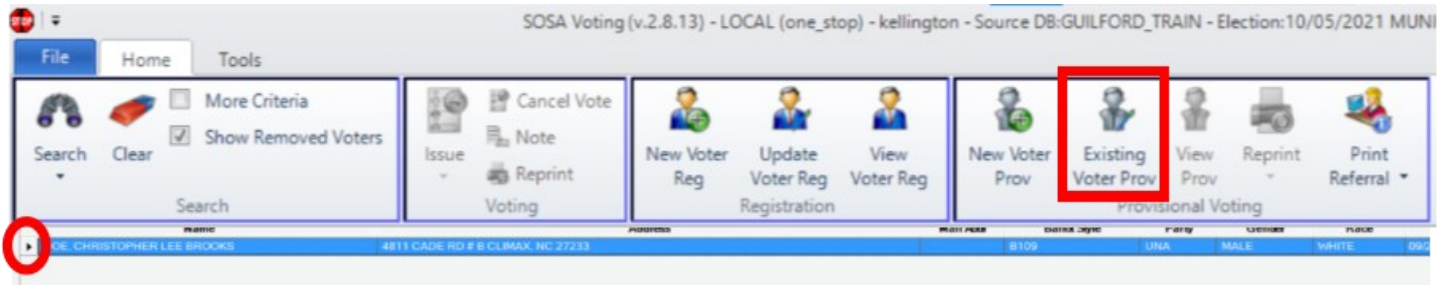 SOSA Voting (v.2.8.13) - LOCAL (one_stop) - kellington - Source DB:GUILFORD_TRAIN - Election:10/05/2021 MUNI
File Home Tools
Search
Clear
More Criteria
Show Removed Voters
Search
Issue
Cancel Vote
Note
Reprint
Voting
New Voter Reg
Update Voter Reg
View Voter Reg
Registration
New Voter Prov
Existing Voter Prov
View Prov
Reprint
Print Referral
Provisional Voting
Name Address Mail Addr Ballot Style Party Gender Race
OE, CHRISTOPHER LEE BROOKS 4811 CADE RD # B CLIMAX, NC 27233 B109 UNA MALE WHITE 09/2